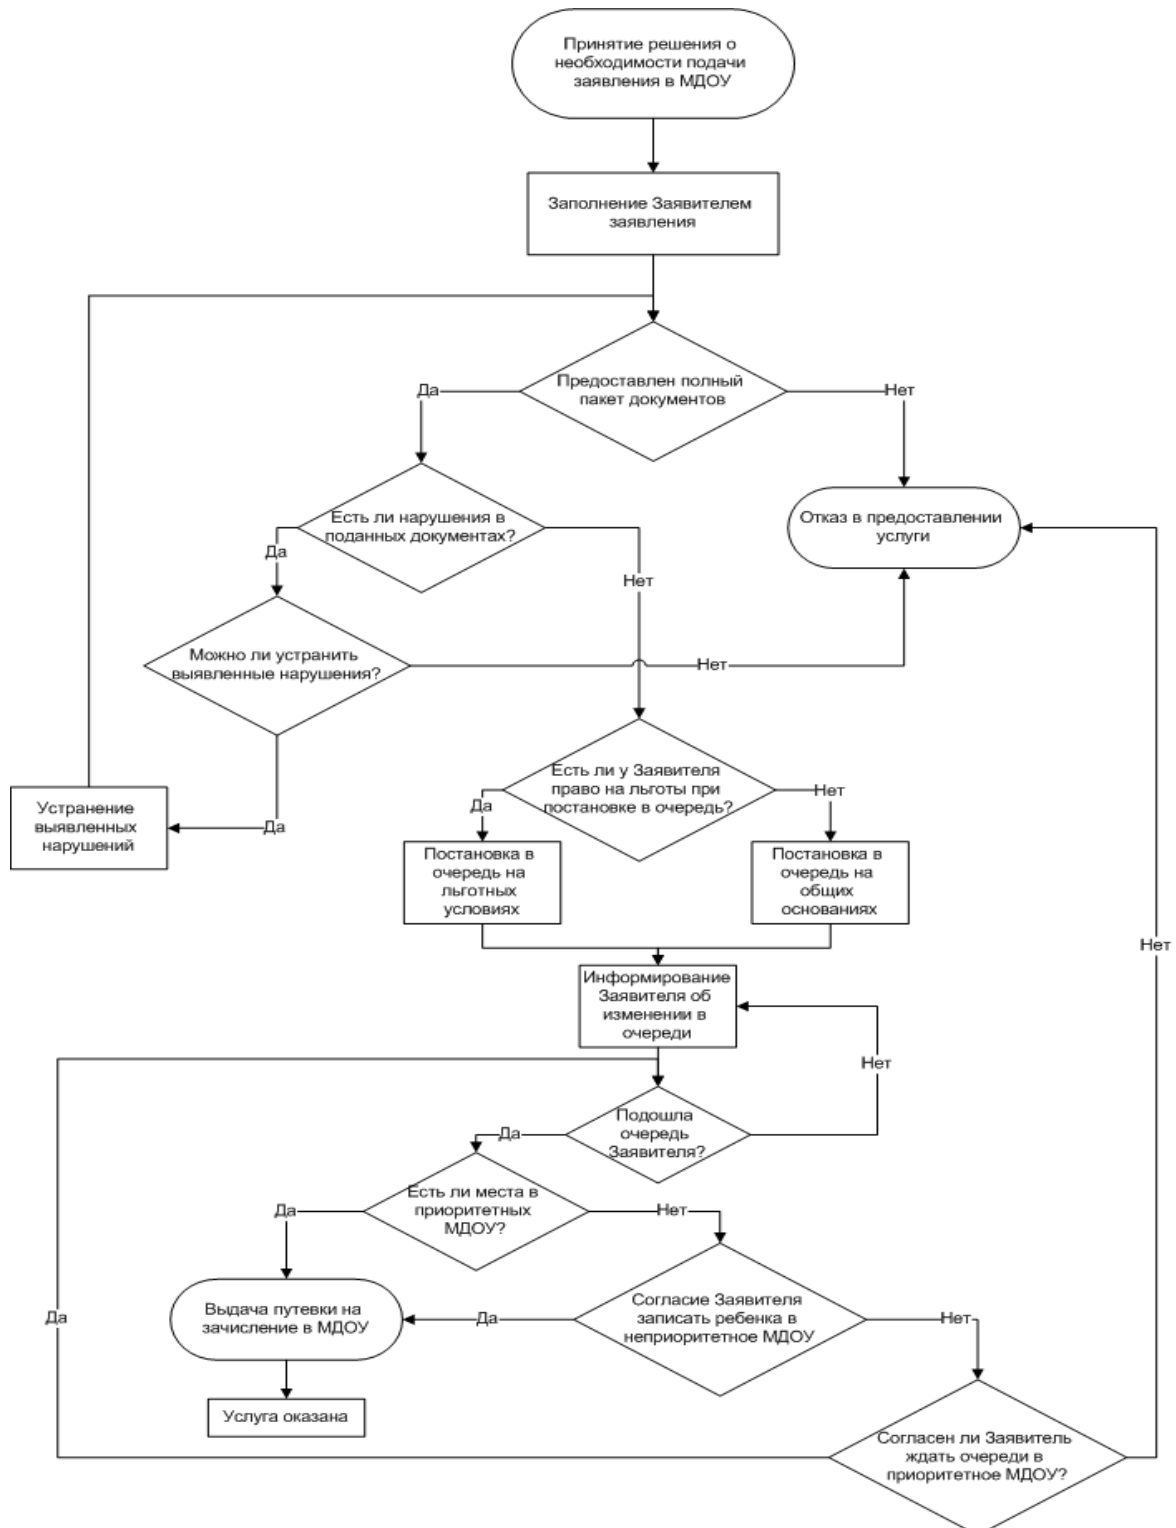 Принятие решения о
необходимости подачи
заявления в МДОУ
Заполнение Заявителем
заявления
Предоставлен полный
пакет документов
Да
Нет
Есть ли нарушения в
поданных документах?
Отказ в предоставлении
услуги
Да
Нет
Можно ли устранить
выявленные нарушения?
Нет
Есть ли у Заявителя
право на льготы при
постановке в очередь?
Да
Нет
Устранение
выявленных
нарушений
Да
Постановка в
очередь на
льготных
условиях
Постановка в
очередь на
общих
основаниях
Нет
Информирование
Заявителя об
изменении в
очереди
Нет
Подошла
очередь
Заявителя?
Да
Есть ли места в
приоритетных
МДОУ?
Да
Нет
Выдача путевки на
зачисление в МДОУ
Да
Согласие Заявителя
записать ребенка в
неприоритетное МДОУ
Да
Нет
Услуга оказана
Согласен ли Заявитель
ждать очереди в
приоритетное МДОУ?